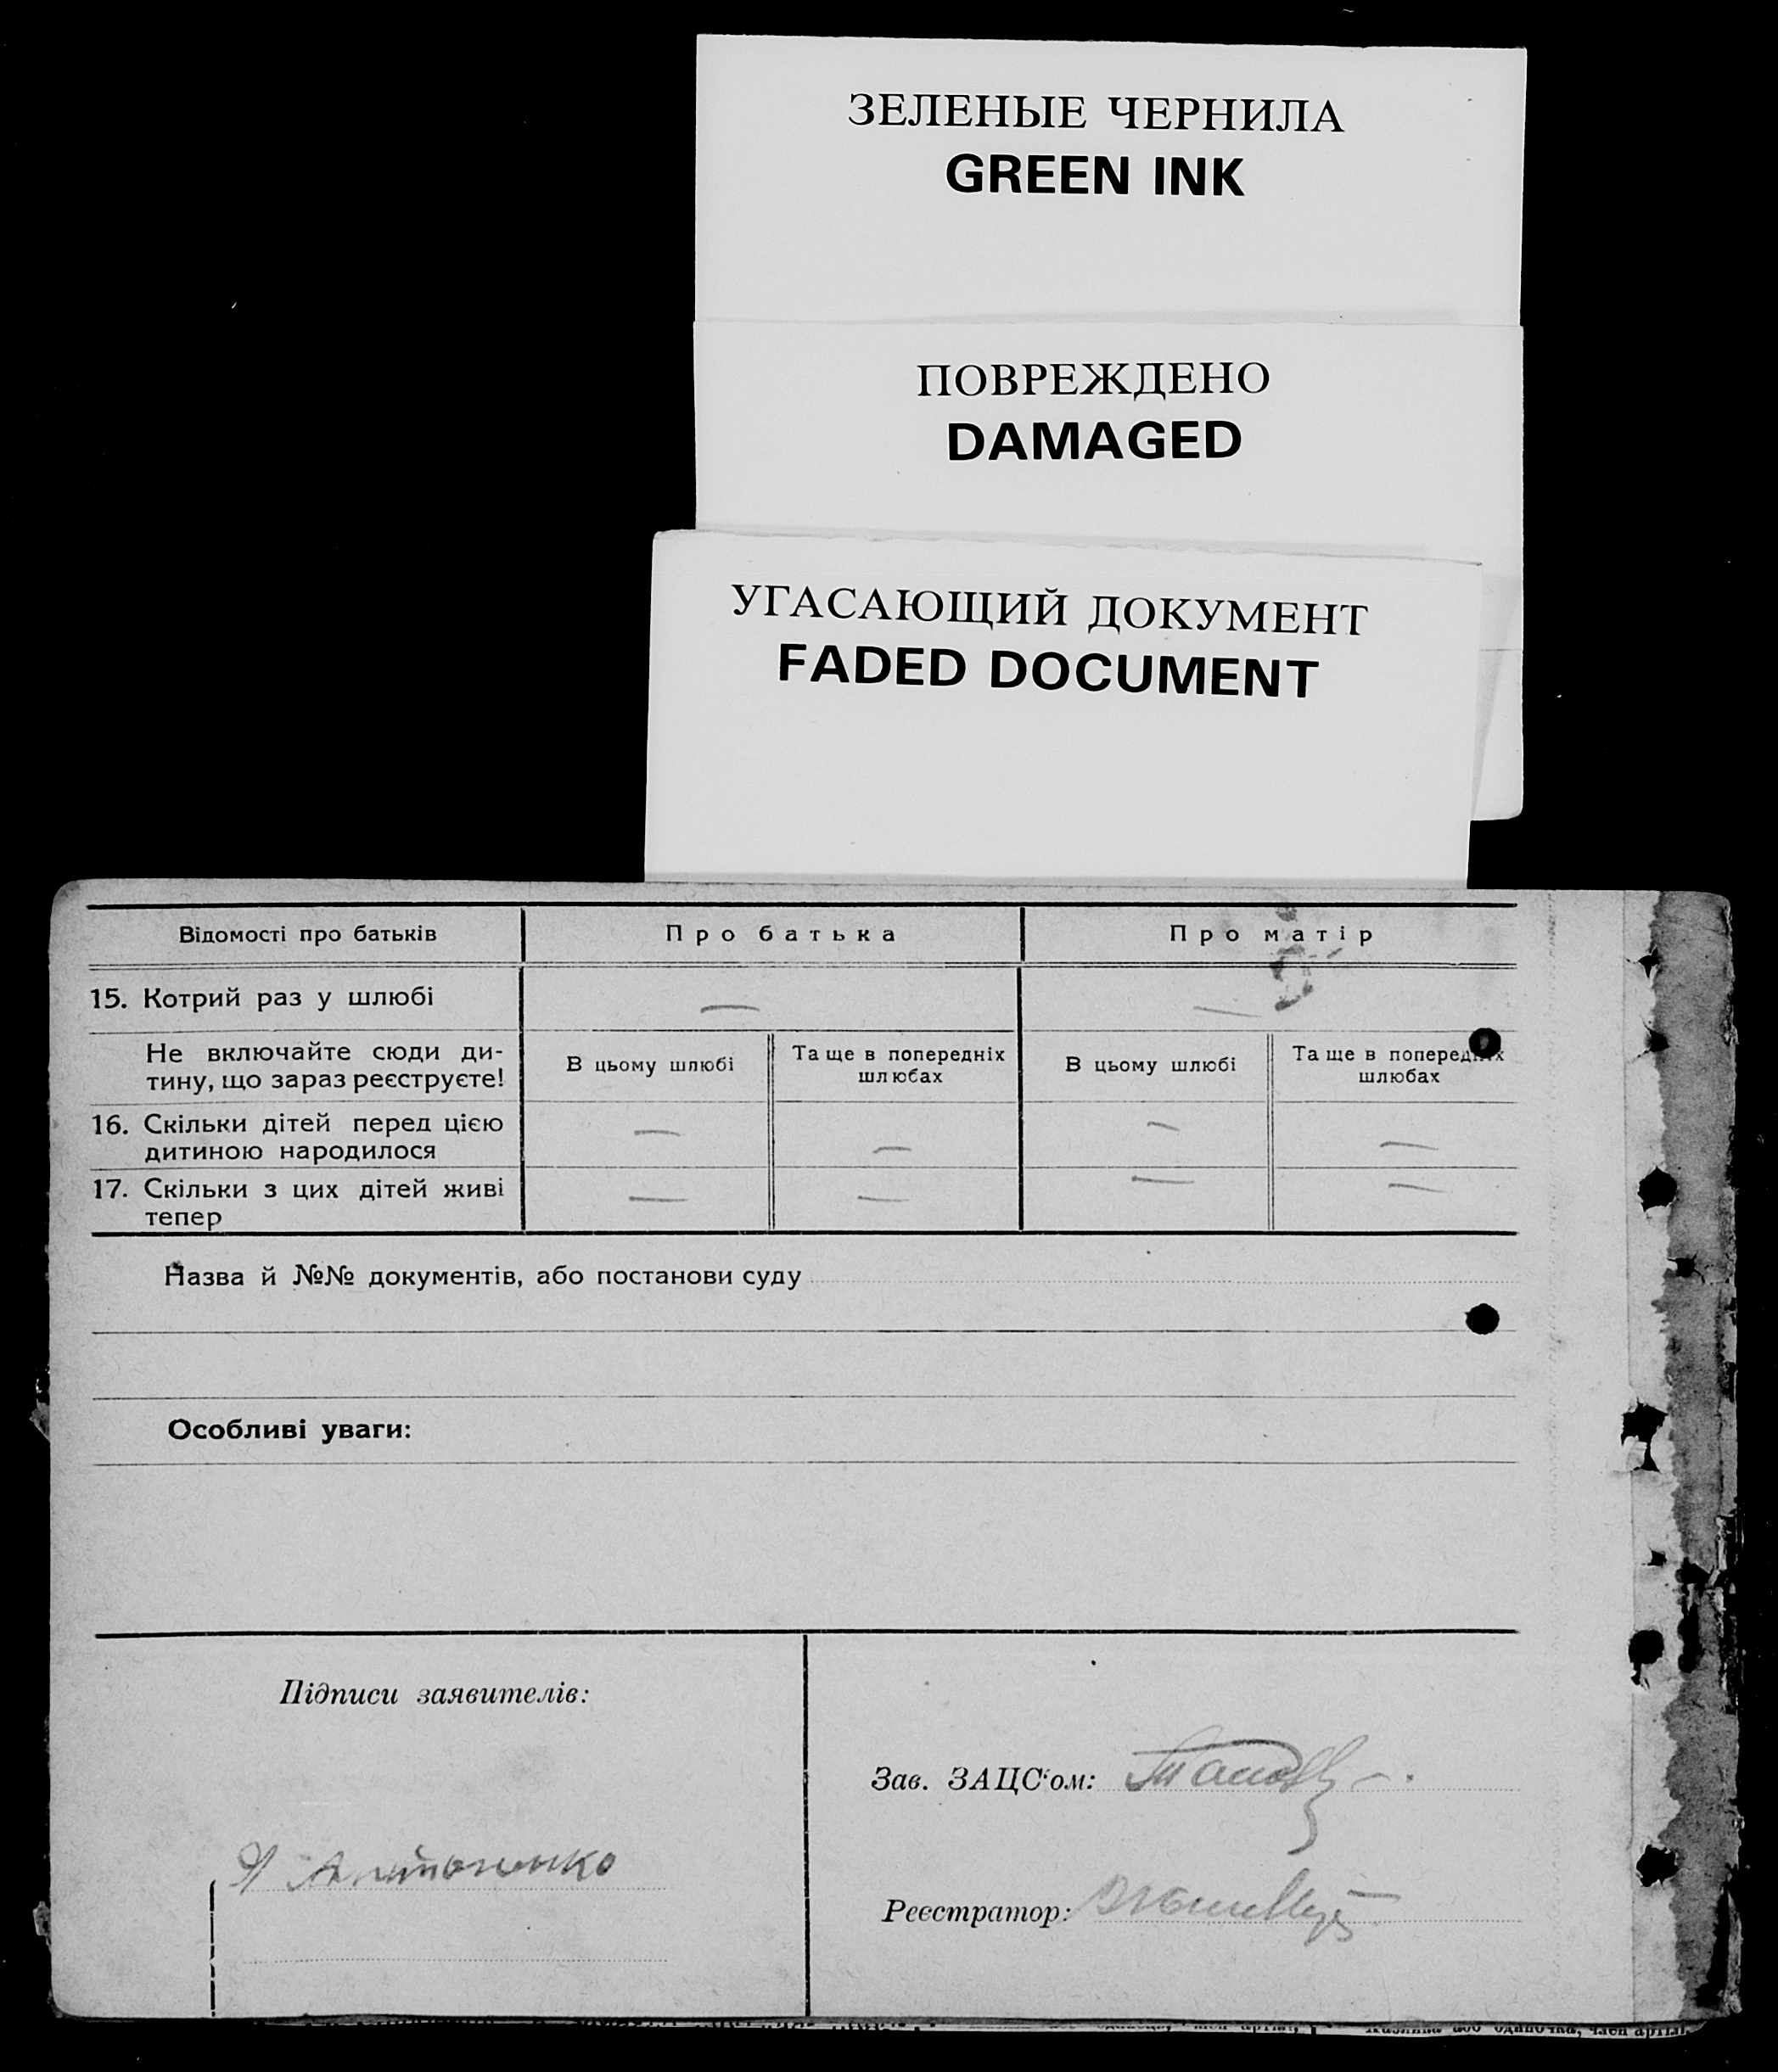 ЗЕЛЕНЫЕ ЧЕРНИЛА
GREEN INK
ПОВРЕЖДЕНО
DAMAGED
УГАСАЮЩИЙ ДОКУМЕНТ
FADED DOCUMENT
Відомості про батьків
Про батька
Про матір
15. Котрий раз у шлюбі — —
Не включайте сюди ди-
тину, що зараз реєструєте!
В цьому шлюбі
Та ще в попередніх
шлюбах
В цьому шлюбі
Та ще в попередніх
шлюбах
16. Скільки дітей перед цією
дитиною народилося
— — — —
17. Скільки з цих дітей живі
тепер
— — — —
Назва й №№ документів, або постанови суду
Особливі уваги:
Підписи заявителів:
Антоненко
Зав. ЗАЦС'ом:
Реєстратор: